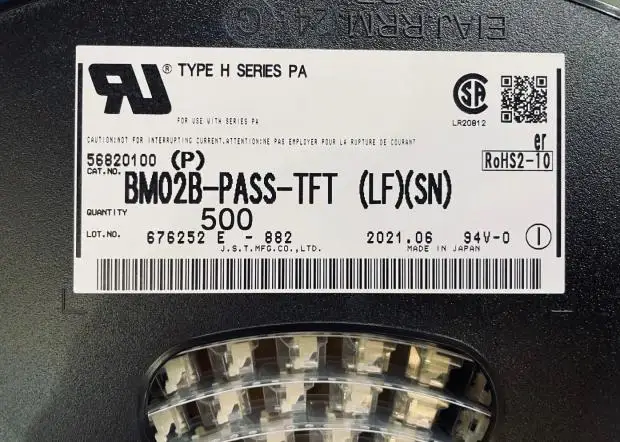 EIAJ.RRM.24.G
® TYPE H SERIES PA
FOR USE WITH SERIES PA
LR20812
CAUTION:NOT FOR INTERRUPTING CURRENT.ATTENTION:NE PAS EMPLOYER POUR LA RUPTURE DE COURANT
er
RoHS2-10
56820100 (P)
CAT.NO. BM02B-PASS-TFT (LF)(SN)
QUANTITY 500
LOT.NO. 676252 E - 882 2021.06 94V-0 I
J.S.T.MFG.CO.,LTD. MADE IN JAPAN